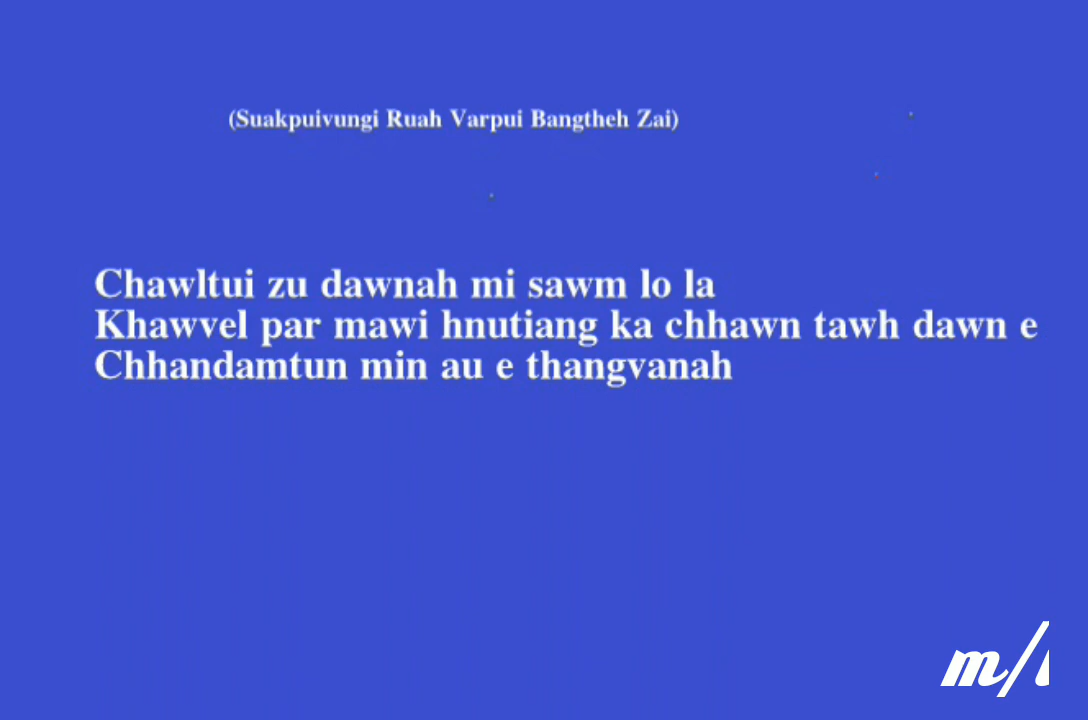 (Suakpuivungi Ruah Varpui Bangtheh Zai)
Chawltui zu dawnah mi sawm lo la
Khawvel par mawi hnutiang ka chhawn tawh dawn e
Chhandamtun min au e thangvanah
m/